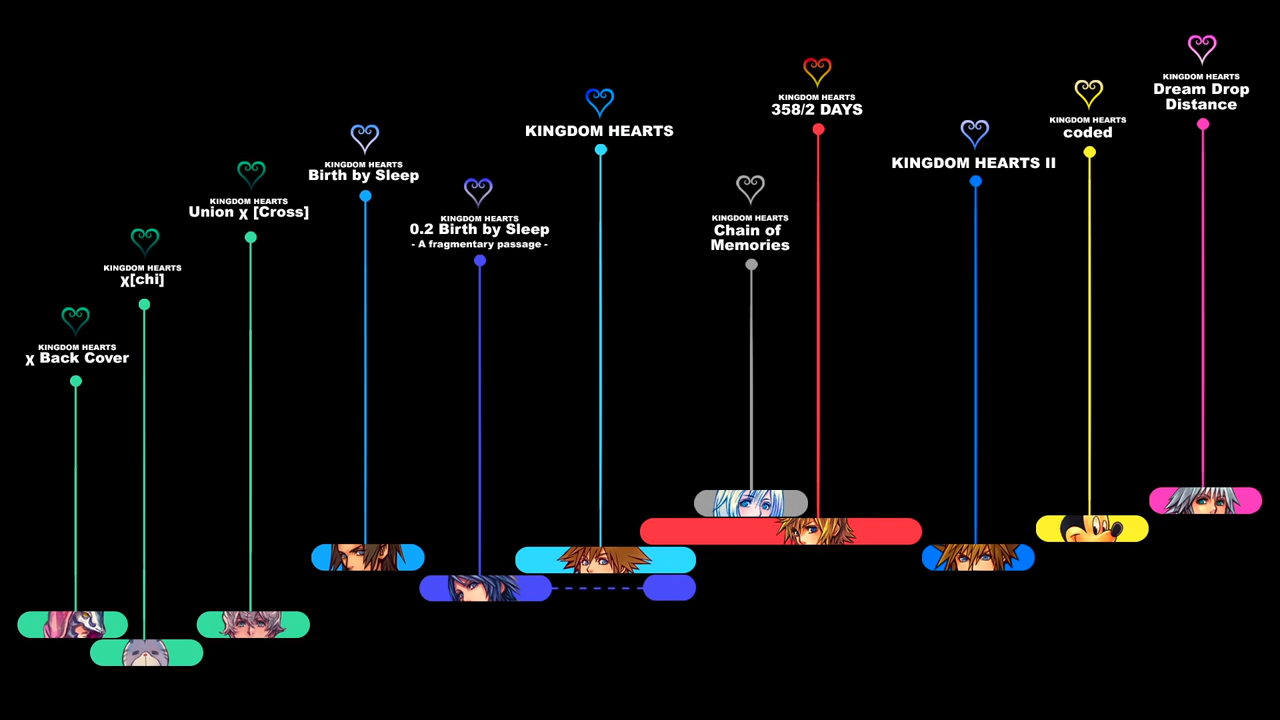 KINGDOM HEARTS
χ Back Cover
KINGDOM HEARTS
χ[chi]
KINGDOM HEARTS
Union χ [Cross]
KINGDOM HEARTS
Birth by Sleep
KINGDOM HEARTS
0.2 Birth by Sleep
- A fragmentary passage -
KINGDOM HEARTS
KINGDOM HEARTS
Chain of
Memories
KINGDOM HEARTS
358/2 DAYS
KINGDOM HEARTS II
KINGDOM HEARTS
coded
KINGDOM HEARTS
Dream Drop
Distance